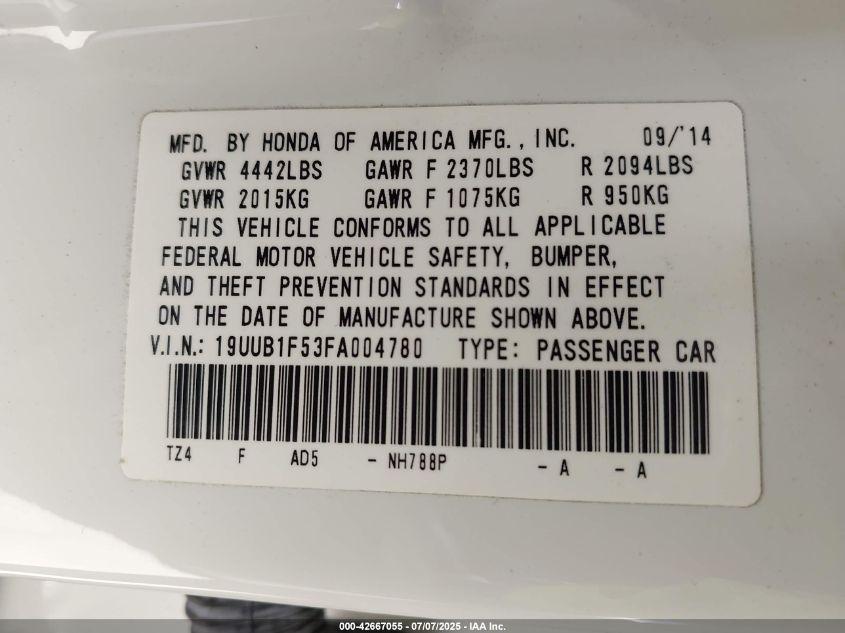 MFD. BY HONDA OF AMERICA MFG., INC. 09/'14
GVWR 4442LBS GAWR F 2370LBS R 2094LBS
GVWR 2015KG GAWR F 1075KG R 950KG
THIS VEHICLE CONFORMS TO ALL APPLICABLE
FEDERAL MOTOR VEHICLE SAFETY, BUMPER,
AND THEFT PREVENTION STANDARDS IN EFFECT
ON THE DATE OF MANUFACTURE SHOWN ABOVE.
V.I.N.: 19UUB1F53FA004780 TYPE: PASSENGER CAR
TZ4 F AD5 - NH788P - A - A
000-42667055 - 07/07/2025 - IAA Inc.